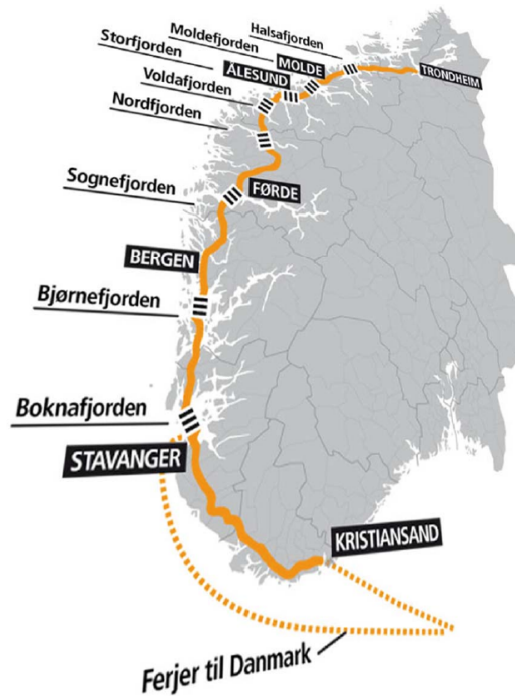 Halsafjorden
Moldefjorden
Storfjorden
MOLDE
ÅLESUND
TRONDHEIM
Voldafjorden
Nordfjorden
Sognefjorden
FØRDE
BERGEN
Bjørnefjorden
Boknafjorden
STAVANGER
KRISTIANSAND
Ferjer til Danmark